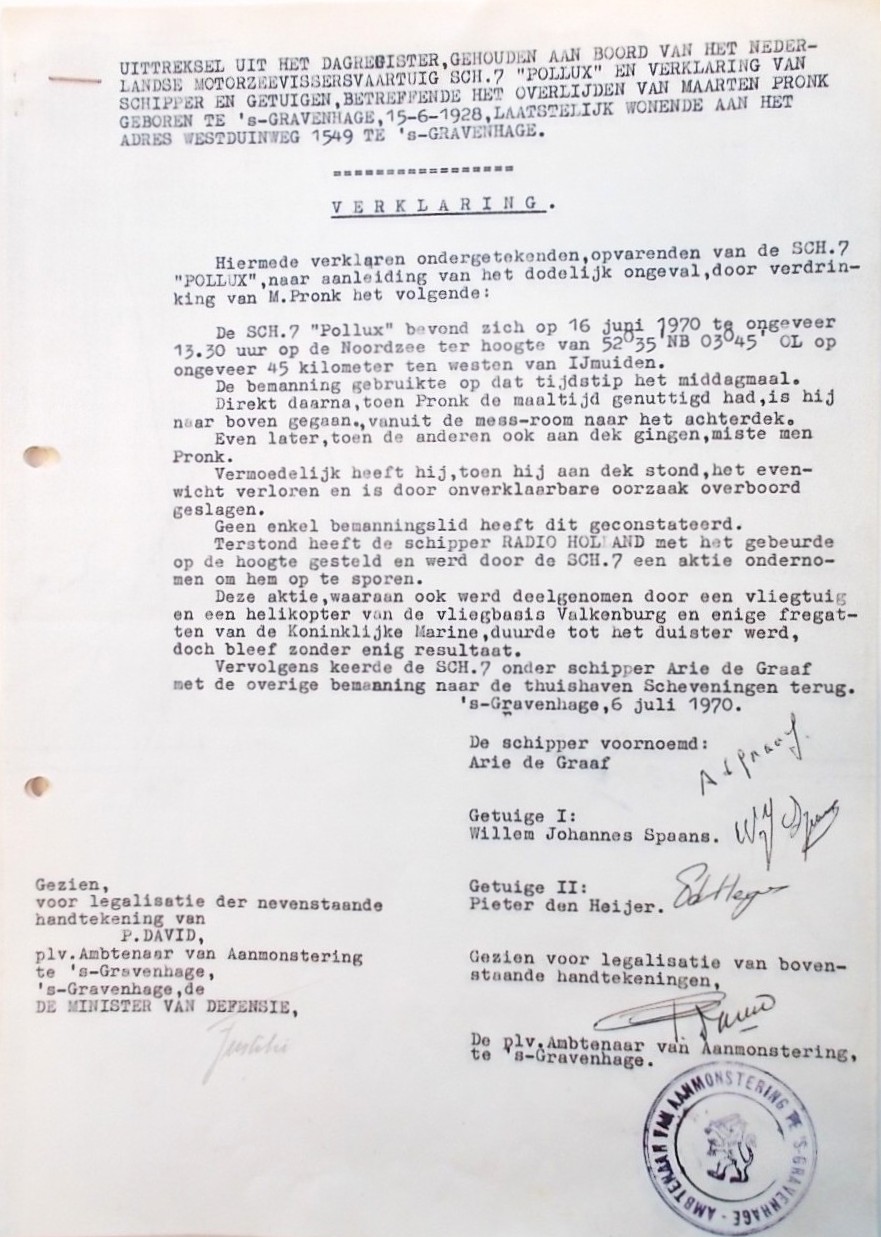 UITTREKSEL UIT HET DAGREGISTER,GEHOUDEN AAN BOORD VAN HET NEDER-
LANDSE MOTORZEEVISSERSVAARTUIG SCH.7 "POLLUX" EN VERKLARING VAN
SCHIPPER EN GETUIGEN,BETREFFENDE HET OVERLIJDEN VAN MAARTEN PRONK
GEBOREN TE 's-GRAVENHAGE,15-6-1928,LAATSTELIJK WONENDE AAN HET
ADRES WESTDUINWEG 1549 TE 's-GRAVENHAGE.
=================
V E R K L A R I N G .
Hiermede verklaren ondergetekenden,opvarenden van de SCH.7
"POLLUX",naar aanleiding van het dodelijk ongeval,door verdrin-
king van M.Pronk het volgende:
De SCH.7 "Pollux" bevond zich op 16 juni 1970 te ongeveer
13.30 uur op de Noordzee ter hoogte van 52°35'NB 03°45' OL op
ongeveer 45 kilometer ten westen van IJmuiden.
De bemanning gebruikte op dat tijdstip het middagmaal.
Direkt daarna,toen Pronk de maaltijd genuttigd had,is hij
naar boven gegaan.,vanuit de mess-room naar het achterdek.
Even later,toen de anderen ook aan dek gingen,miste men
Pronk.
Vermoedelijk heeft hij,toen hij aan dek stond,het even-
wicht verloren en is door onverklaarbare oorzaak overboord
geslagen.
Geen enkel bemanningslid heeft dit geconstateerd.
Terstond heeft de schipper RADIO HOLLAND met het gebeurde
op de hoogte gesteld en werd door de SCH.7 een aktie onderno-
men om hem op te sporen.
Deze aktie,waaraan ook werd deelgenomen door een vliegtuig
en een helikopter van de vliegbasis Valkenburg en enige fregat-
ten van de Koninklijke Marine,duurde tot het duister werd,
doch bleef zonder enig resultaat.
Vervolgens keerde de SCH.7 onder schipper Arie de Graaf
met de overige bemanning naar de thuishaven Scheveningen terug.
's-Gravenhage,6 juli 1970.
De schipper voornoemd:
Arie de Graaf
A d graaf.
Getuige I:
Willem Johannes Spaans.
WJ Spaans
Getuige II:
Pieter den Heijer.
Gezien,
voor legalisatie der nevenstaande
handtekening van
P.DAVID,
plv.Ambtenaar van Aanmonstering
te 's-Gravenhage,
's-Gravenhage,de
DE MINISTER VAN DEFENSIE,
Justitie
Gezien voor legalisatie van boven-
staande handtekeningen,
P David
De plv.Ambtenaar van Aanmonstering,
te 's-Gravenhage.
AMBTENAAR VAN AANMONSTERING TE 'S-GRAVENHAGE -